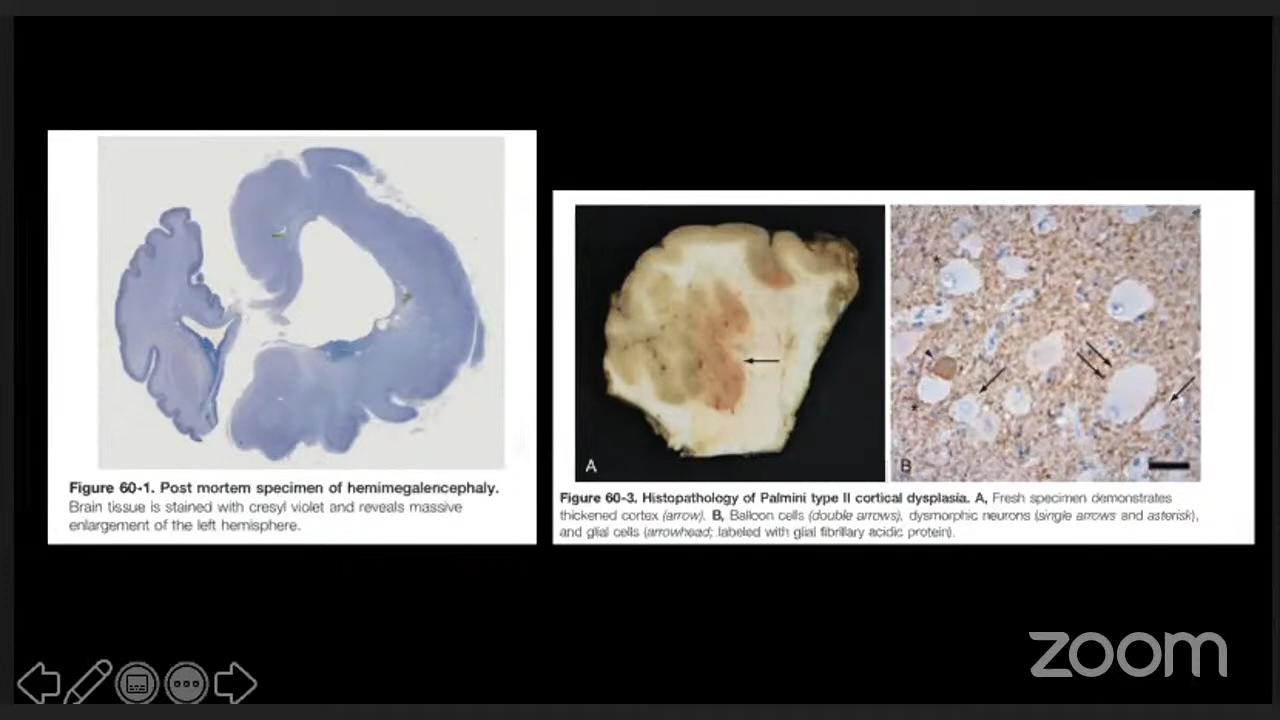 Figure 60-1. Post mortem specimen of hemimegalencephaly.
Brain tissue is stained with cresyl violet and reveals massive
enlargement of the left hemisphere.
A
B
Figure 60-3. Histopathology of Palmini type II cortical dysplasia. A, Fresh specimen demonstrates
thickened cortex (arrow). B, Balloon cells (double arrows), dysmorphic neurons (single arrows and asterisk),
and glial cells (arrowhead; labeled with glial fibrillary acidic protein).
zoom